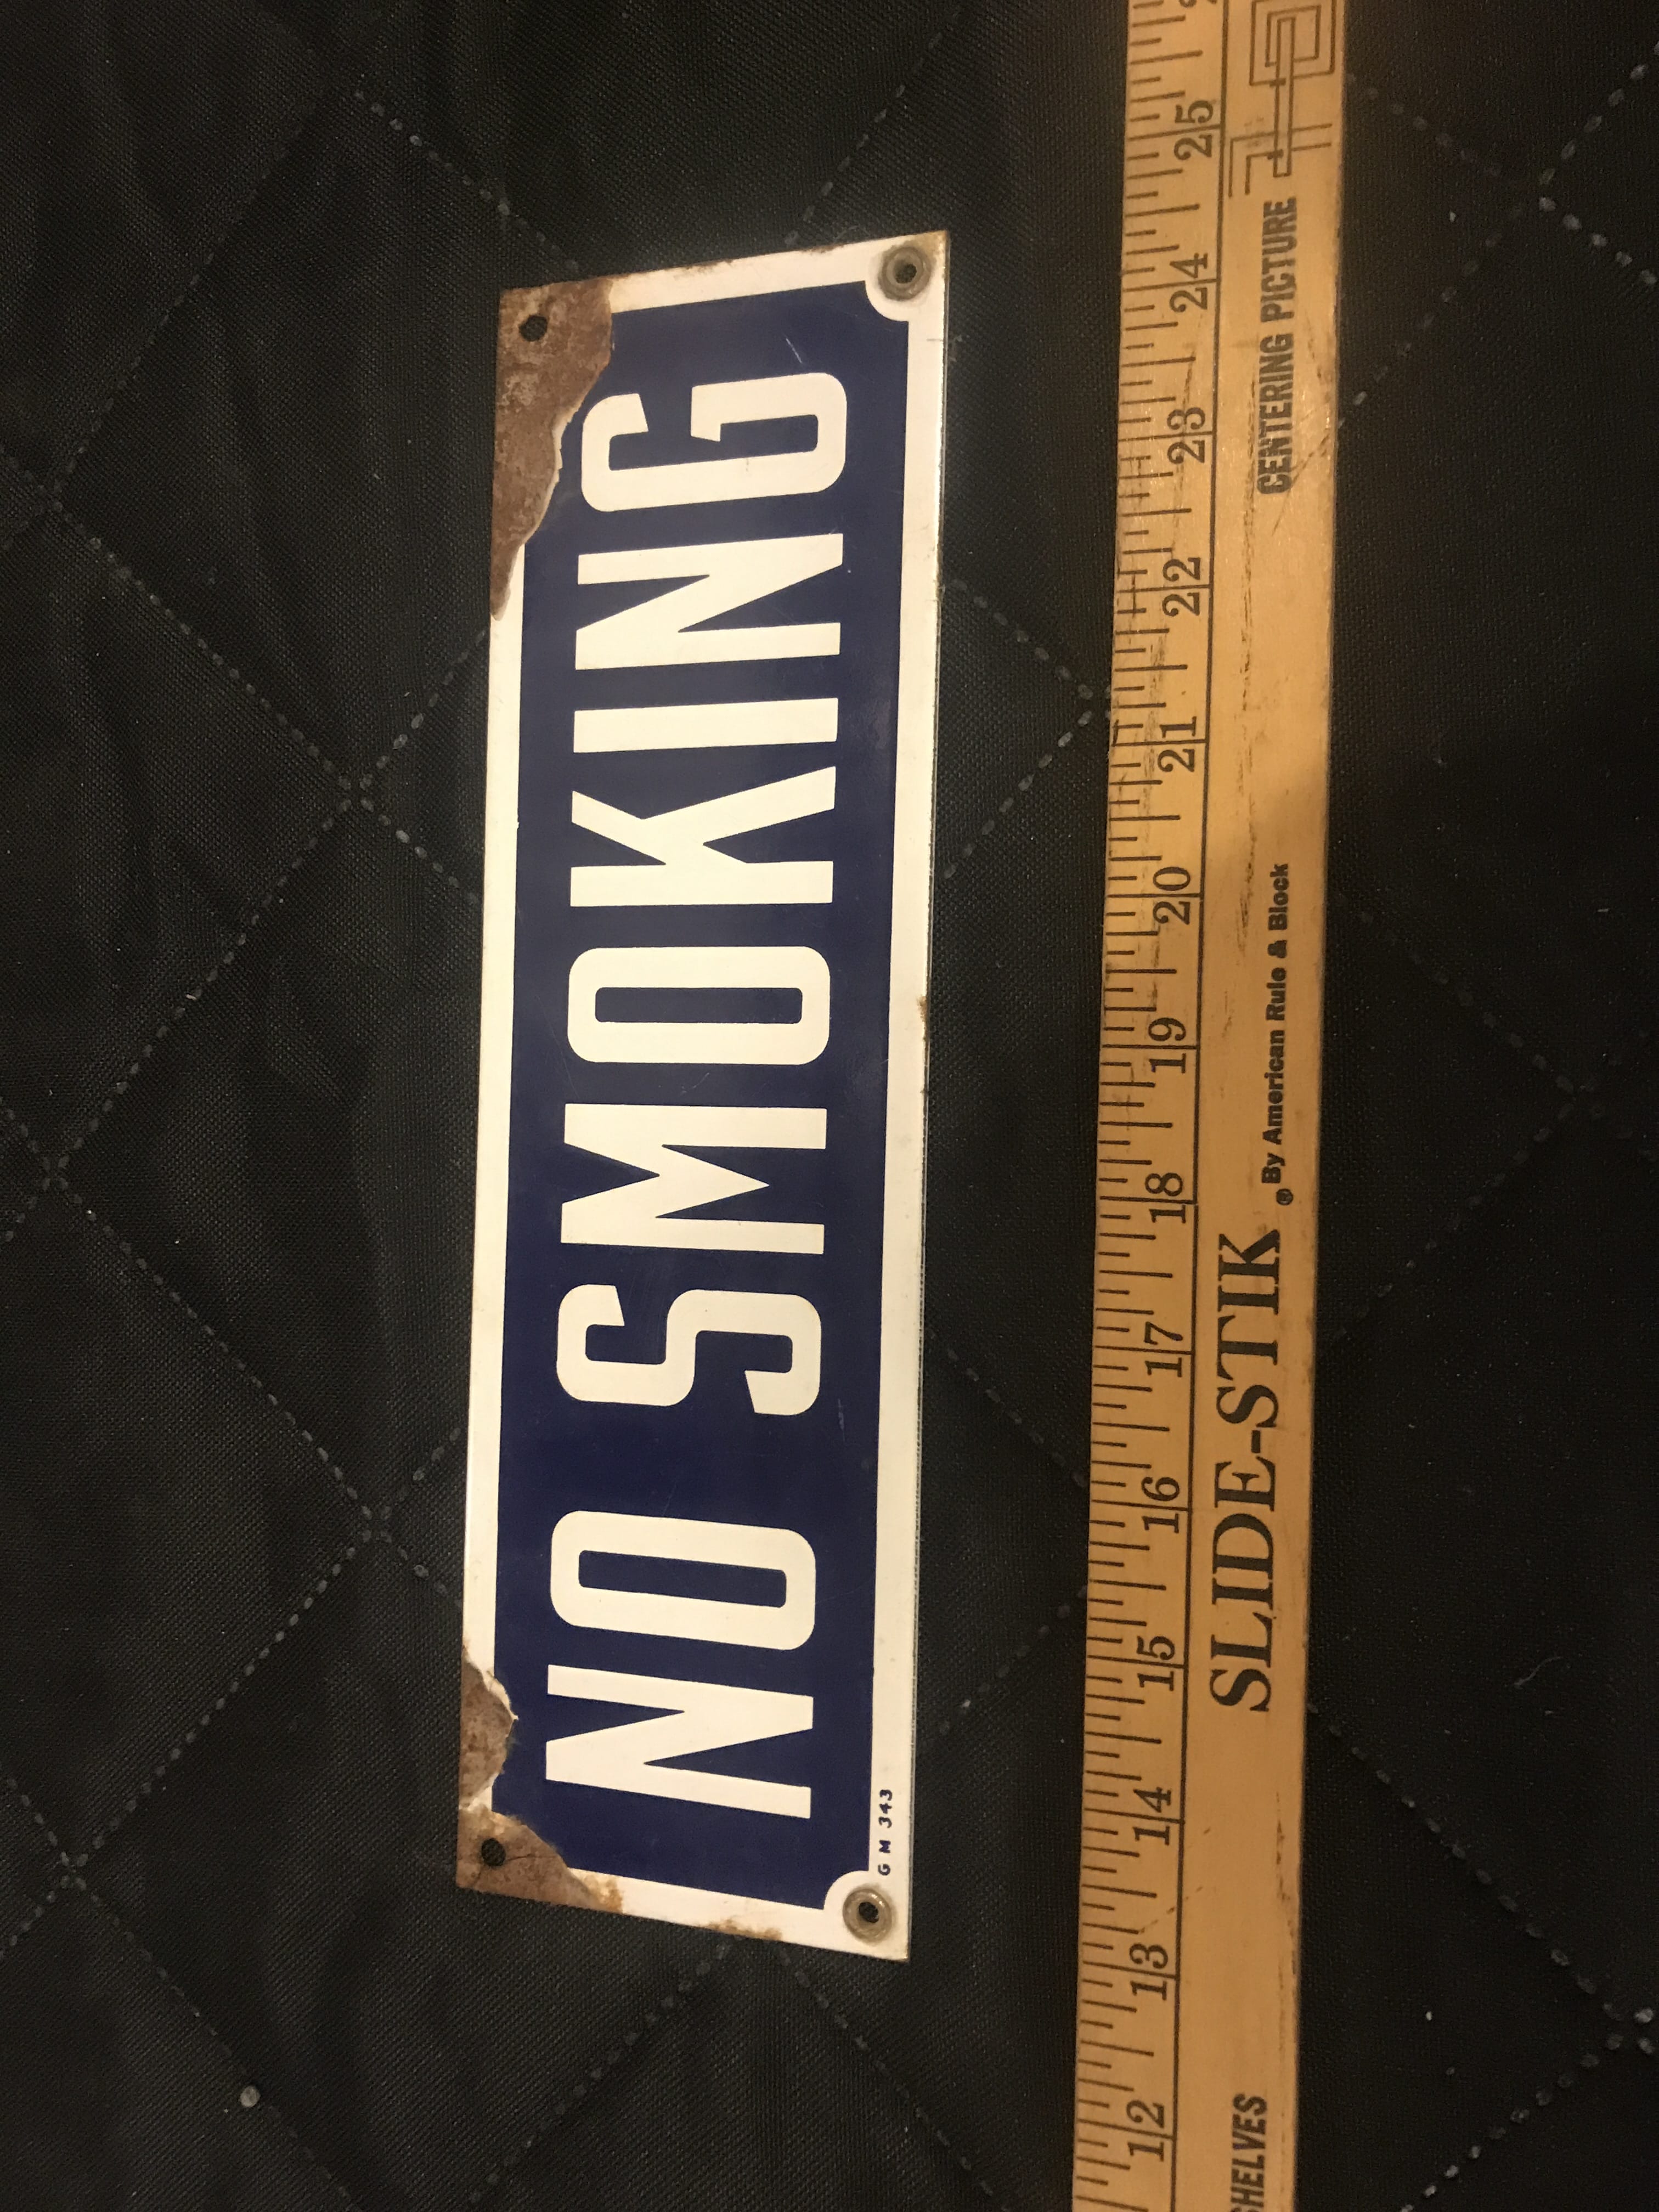 NO SMOKING
G M 343
12 13 14 15 16 17 18 19 20 21 22 23 24 25
SHELVES
SLIDE-STIK ® By American Rule & Block
CENTERING PICTURE